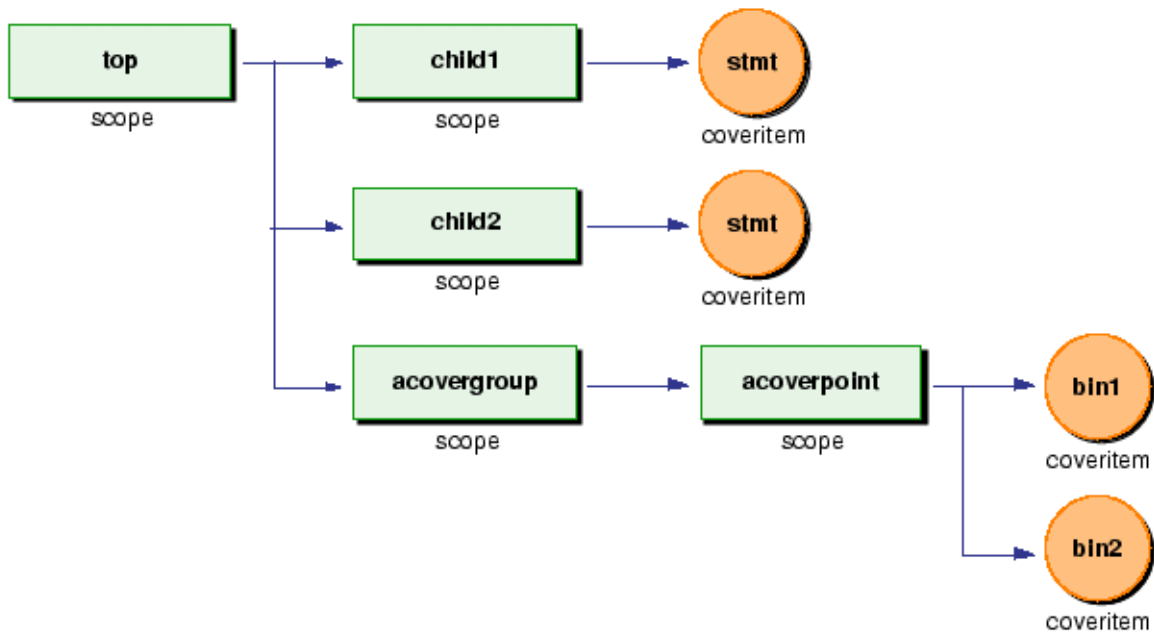 top
scope
child1
scope
stmt
coveritem
child2
scope
stmt
coveritem
acovergroup
scope
acoverpoint
scope
bin1
coveritem
bin2
coveritem